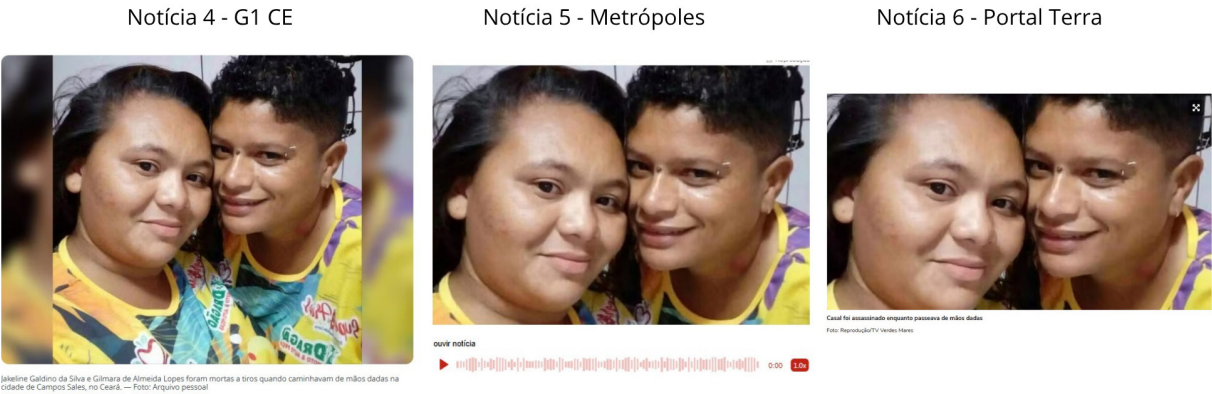 Notícia 4 - G1 CE
Notícia 5 - Metrópoles
Notícia 6 - Portal Terra
Jakeline Galdino da Silva e Gilmara de Almeida Lopes foram mortas a tiros quando caminhavam de mãos dadas na
cidade de Campos Sales, no Ceará. — Foto: Arquivo pessoal
ouvir notícia
0:00 1.0x
Casal foi assassinado enquanto passeava de mãos dadas
Foto: Reprodução/TV Verdes Mares